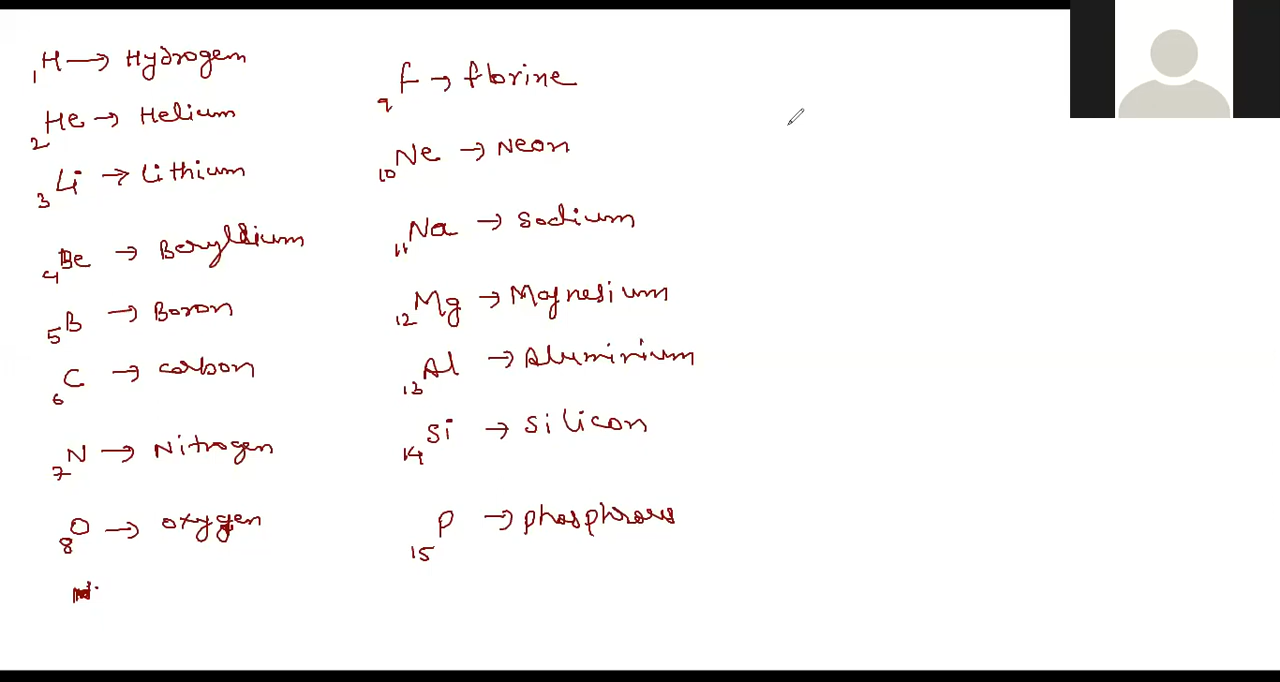 1H → Hydrogen
2He → Helium
3Li → Lithium
4Be → Beryllium
5B → Boron
6C → carbon
7N → Nitrogen
8O → oxygen
9F → florine
10Ne → Neon
11Na → sodium
12Mg → Magnesium
13Al → Aluminium
14Si → Silicon
15P → phosphrous